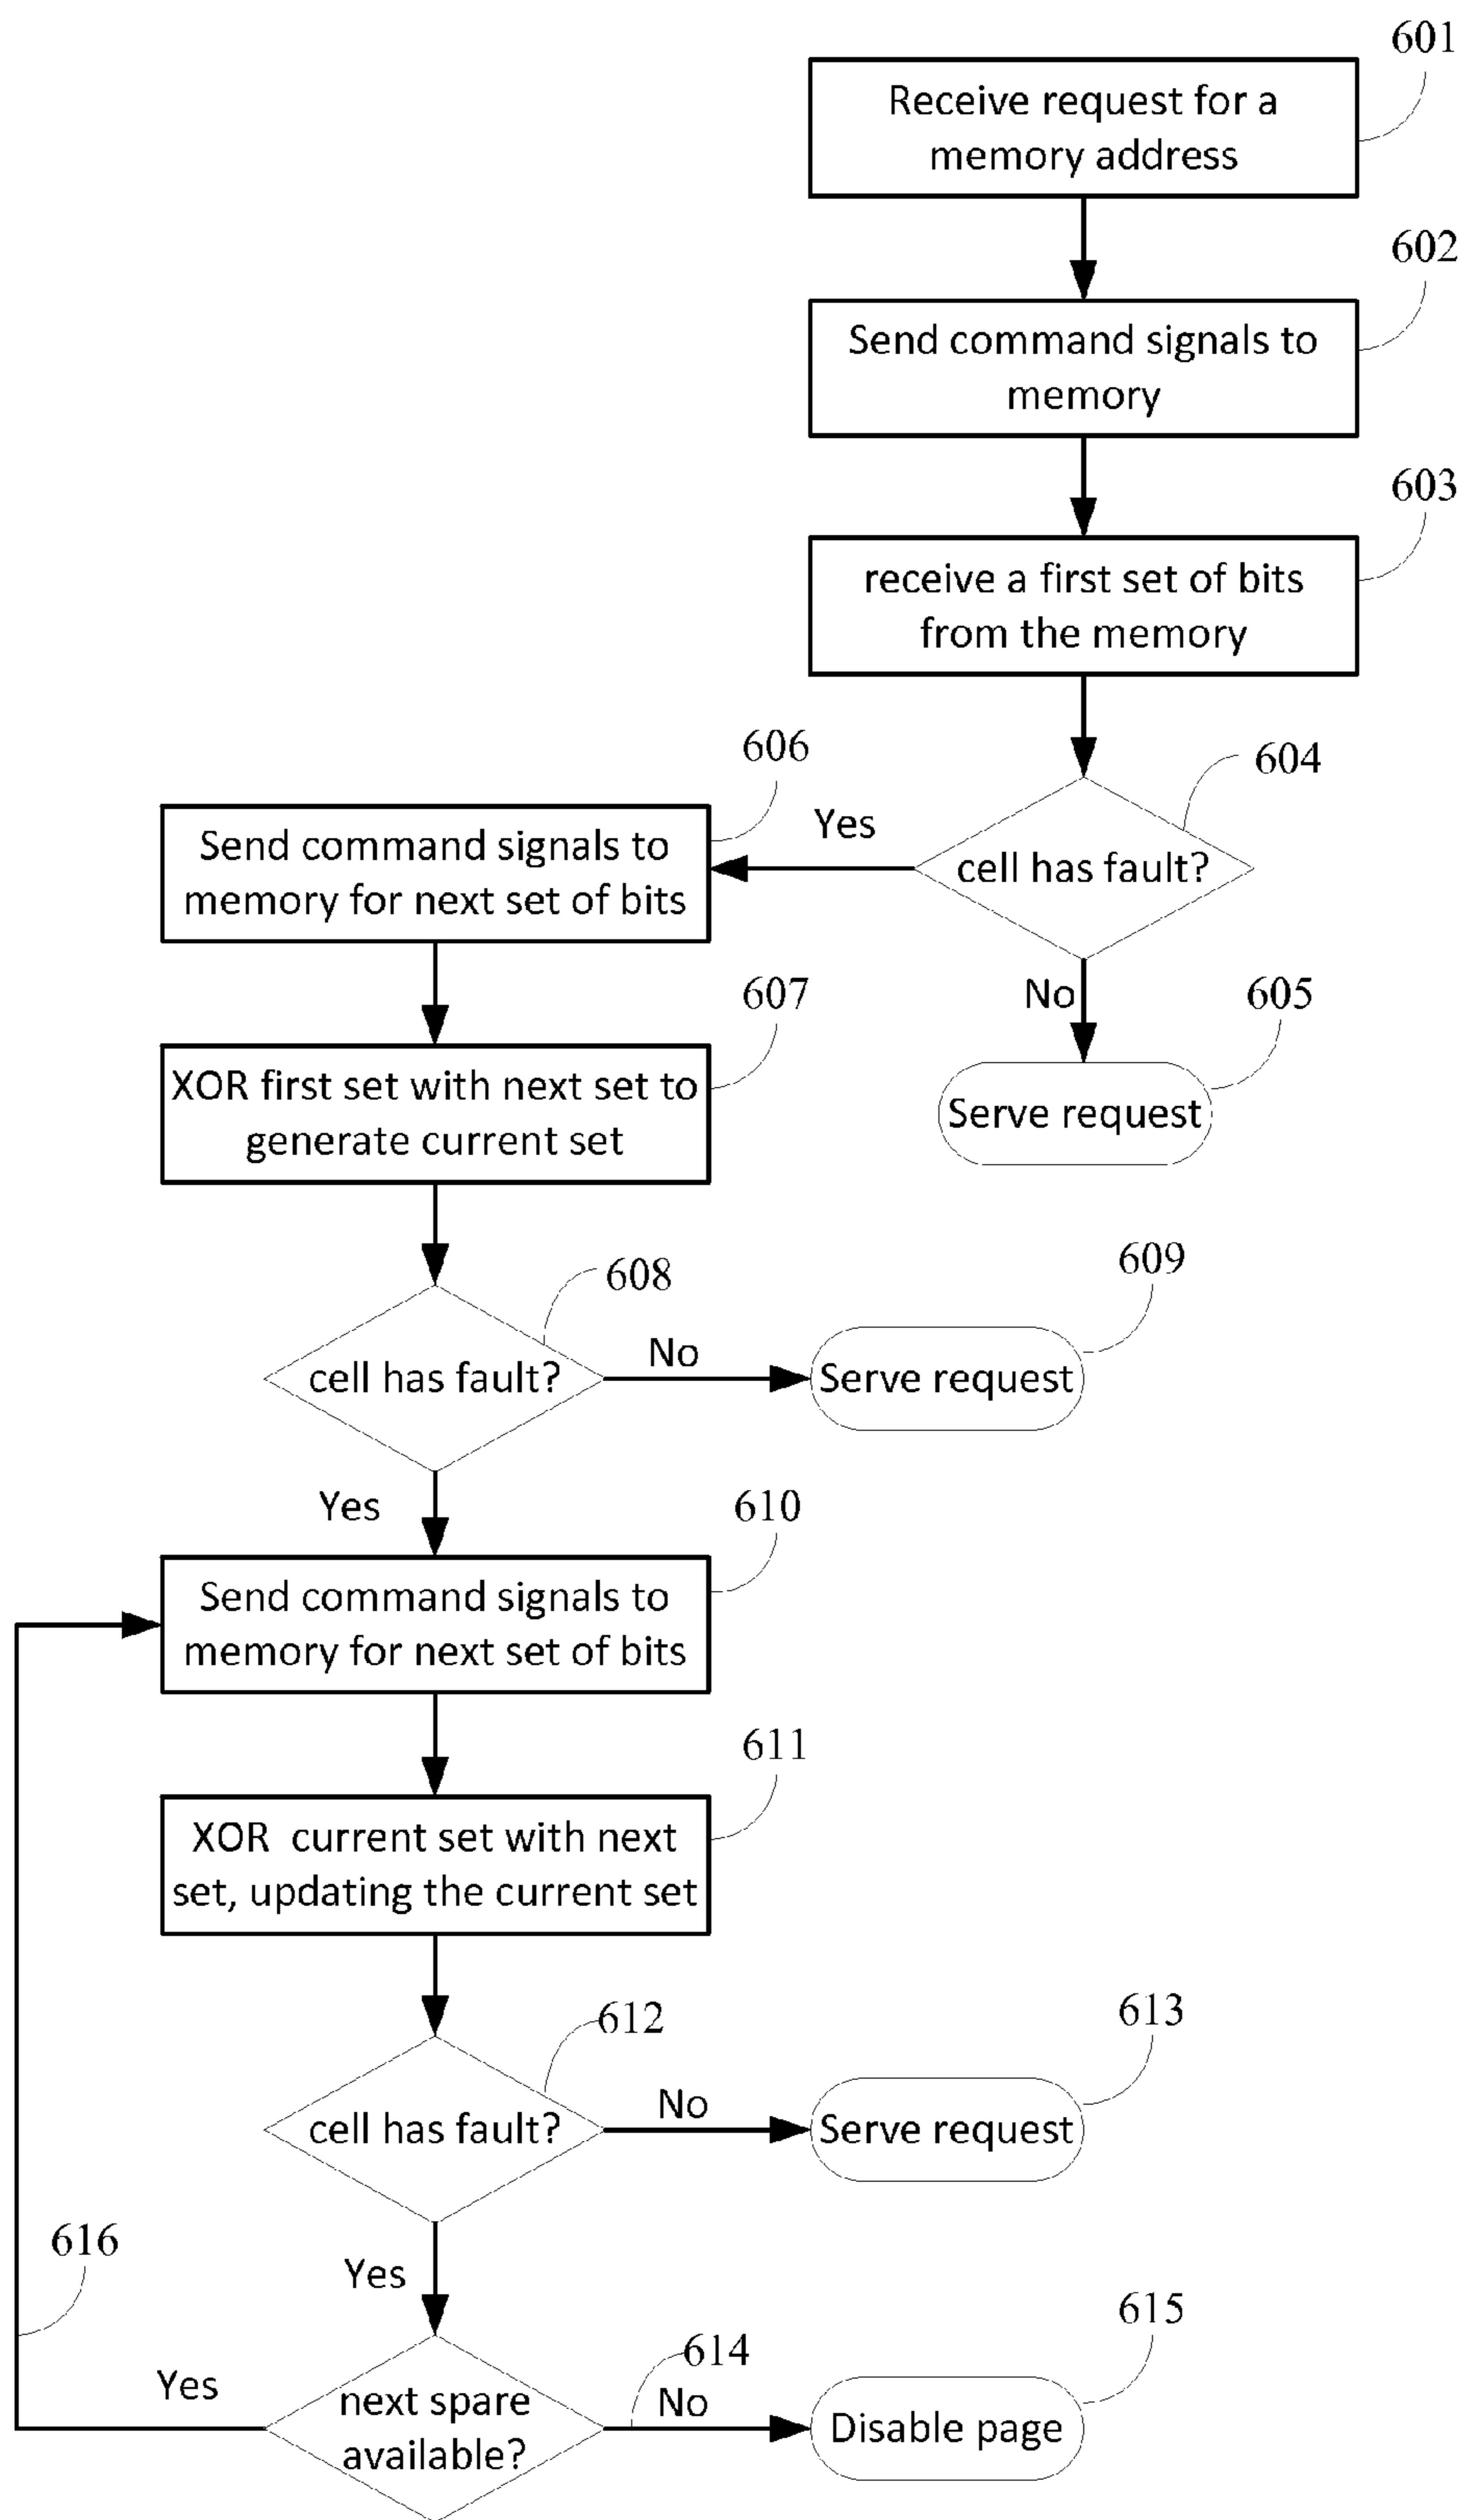 601
Receive request for a
memory address
602
Send command signals to
memory
603
receive a first set of bits
from the memory
604
cell has fault?
Yes
606
Send command signals to
memory for next set of bits
No
605
Serve request
607
XOR first set with next set to
generate current set
608
cell has fault?
No
609
Serve request
Yes
610
Send command signals to
memory for next set of bits
611
XOR current set with next
set, updating the current set
612
cell has fault?
No
613
Serve request
Yes
616
Yes
next spare
available?
614
No
615
Disable page